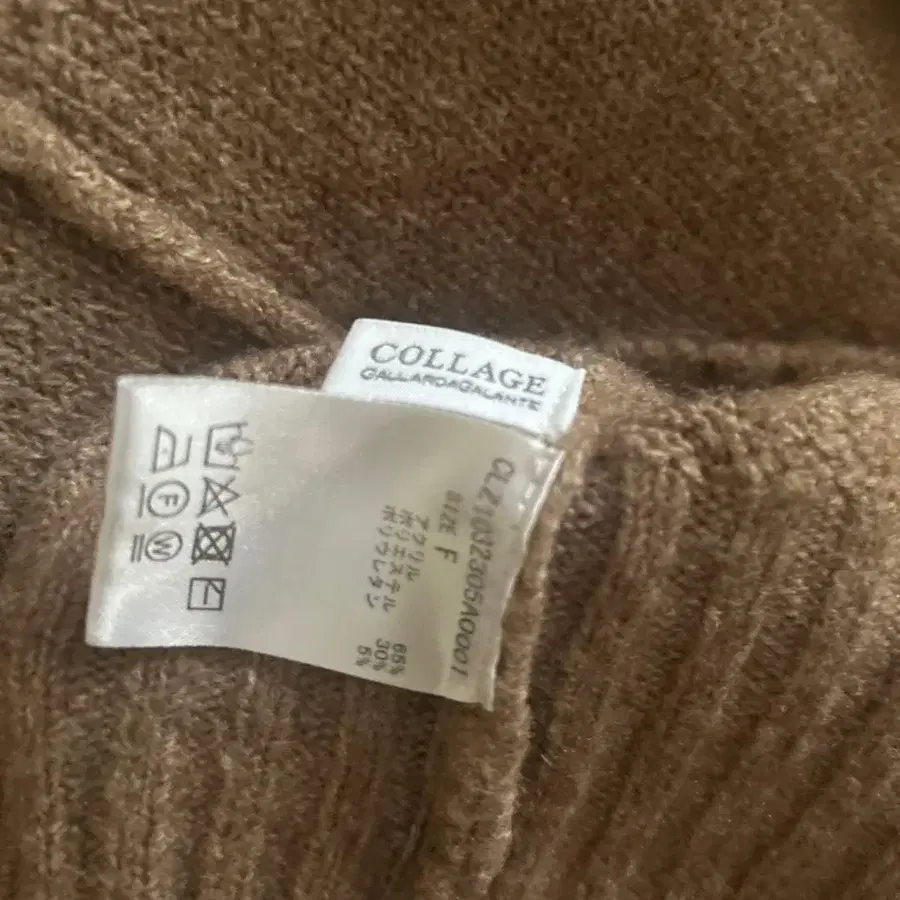 COLLAGE
GALLARDAGALANTE
CLZ1032305A0001
SIZE F
アクリル 65%
ポリエステル 30%
ポリウレタン 5%
F
W